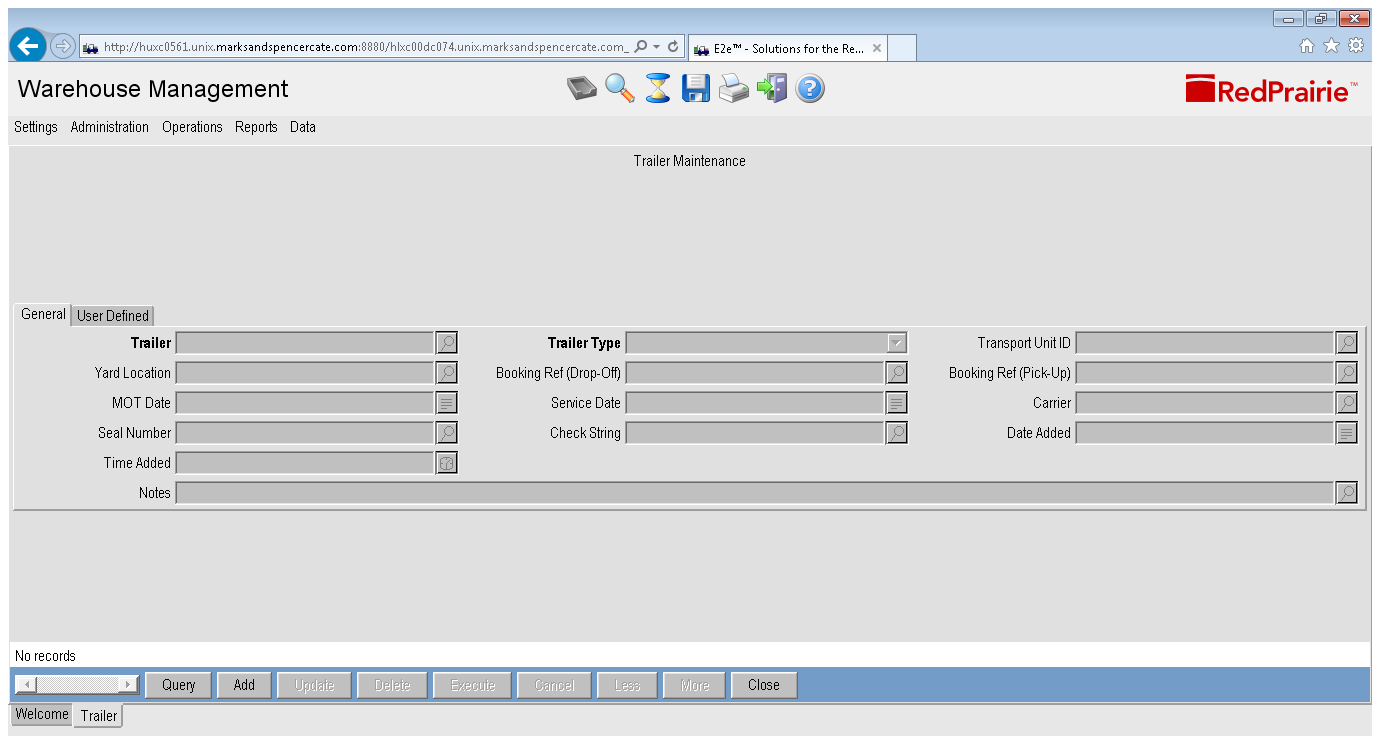 http://huxc0561.unix.marksandspencercate.com:8880/hlxc00dc074.unix.marksandspencercate.com_
E2e™ - Solutions for the Re...
Warehouse Management
RedPrairie™
Settings Administration Operations Reports Data
Trailer Maintenance
General User Defined
Trailer Trailer Type Transport Unit ID
Yard Location Booking Ref (Drop-Off) Booking Ref (Pick-Up)
MOT Date Service Date Carrier
Seal Number Check String Date Added
Time Added
Notes
No records
Query Add Update Delete Execute Cancel Less More Close
Welcome Trailer